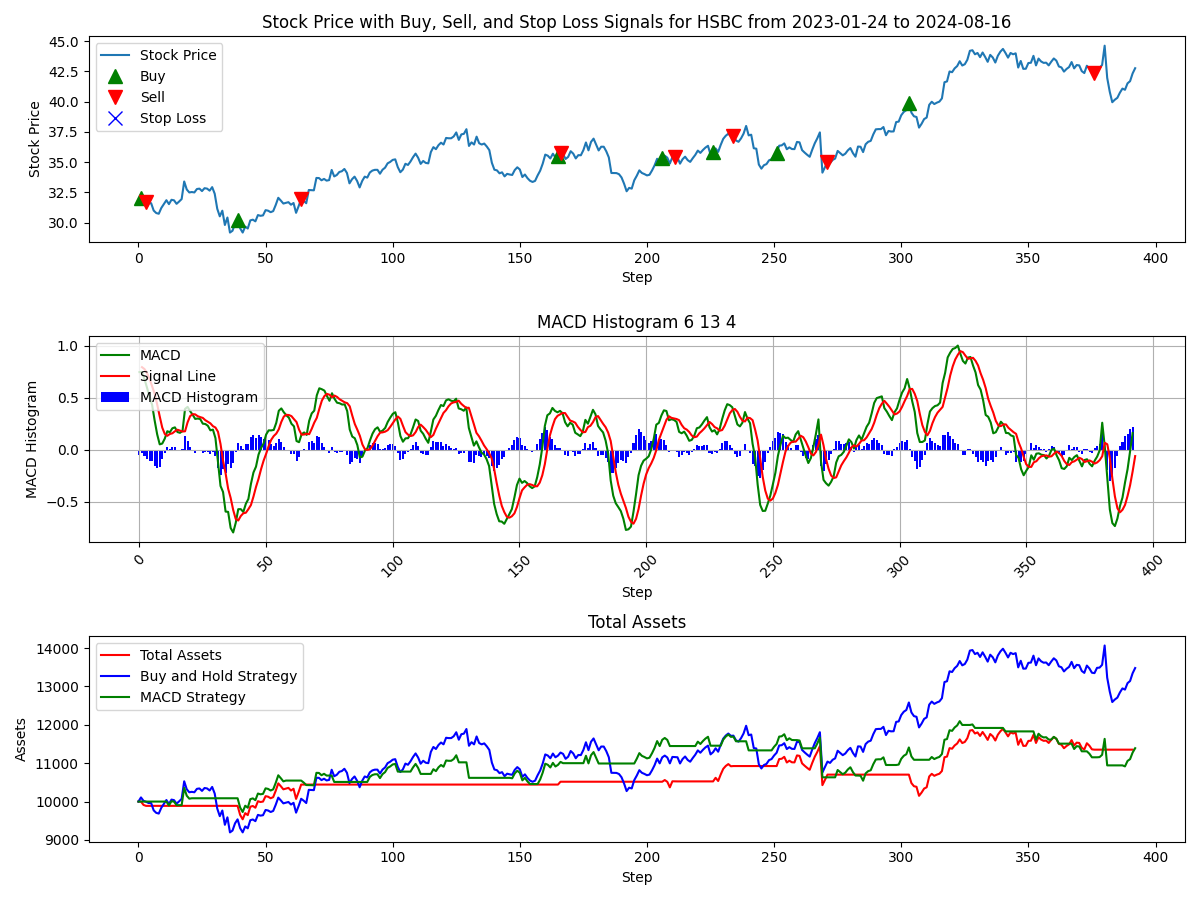 Stock Price with Buy, Sell, and Stop Loss Signals for HSBC from 2023-01-24 to 2024-08-16
45.0
42.5
40.0
37.5
35.0
32.5
30.0
Stock Price
Stock Price
Buy
Sell
Stop Loss
0 50 100 150 200 250 300 350 400
Step
MACD Histogram 6 13 4
1.0
0.5
0.0
−0.5
MACD Histogram
MACD
Signal Line
MACD Histogram
0 50 100 150 200 250 300 350 400
Step
Total Assets
14000
13000
12000
11000
10000
9000
Assets
Total Assets
Buy and Hold Strategy
MACD Strategy
0 50 100 150 200 250 300 350 400
Step